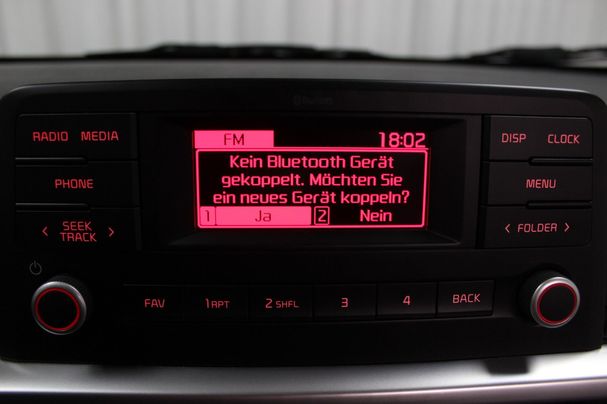 Bluetooth
RADIO MEDIA
FM 18:02
DISP CLOCK
Kein Bluetooth Gerät
gekoppelt. Möchten Sie
ein neues Gerät koppeln?
1 Ja 2 Nein
PHONE
MENU
< SEEK
TRACK >
< FOLDER >
FAV 1 RPT 2 SHFL 3 4 BACK